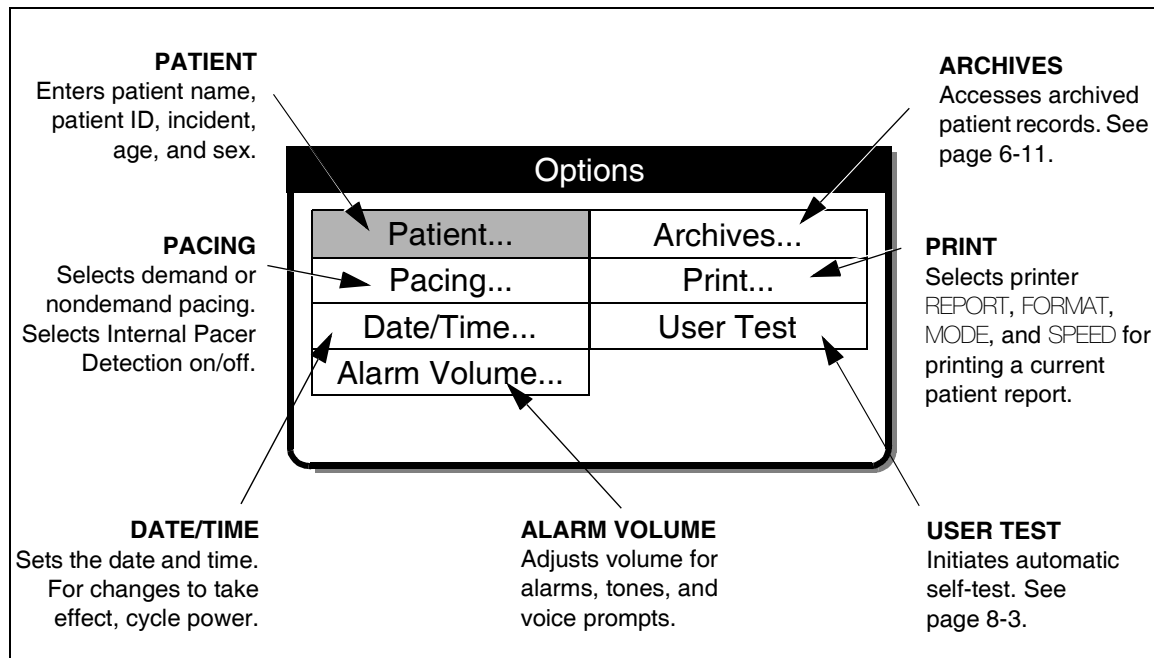 PATIENT
Enters patient name,
patient ID, incident,
age, and sex.
ARCHIVES
Accesses archived
patient records. See
page 6-11.
Options
Patient...
Archives...
Pacing...
Print...
Date/Time...
User Test
Alarm Volume...
PACING
Selects demand or
nondemand pacing.
Selects Internal Pacer
Detection on/off.
PRINT
Selects printer
REPORT, FORMAT,
MODE, and SPEED for
printing a current
patient report.
DATE/TIME
Sets the date and time.
For changes to take
effect, cycle power.
ALARM VOLUME
Adjusts volume for
alarms, tones, and
voice prompts.
USER TEST
Initiates automatic
self-test. See
page 8-3.